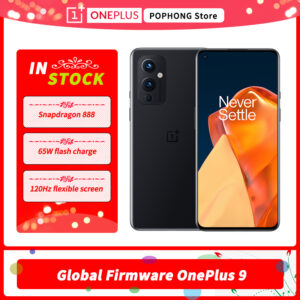 1+ ONEPLUS POPHONG Store
IN
STOCK
Snapdragon 888
65W flash charge
120Hz flexible screen
Never
Settle
Global Firmware OnePlus 9